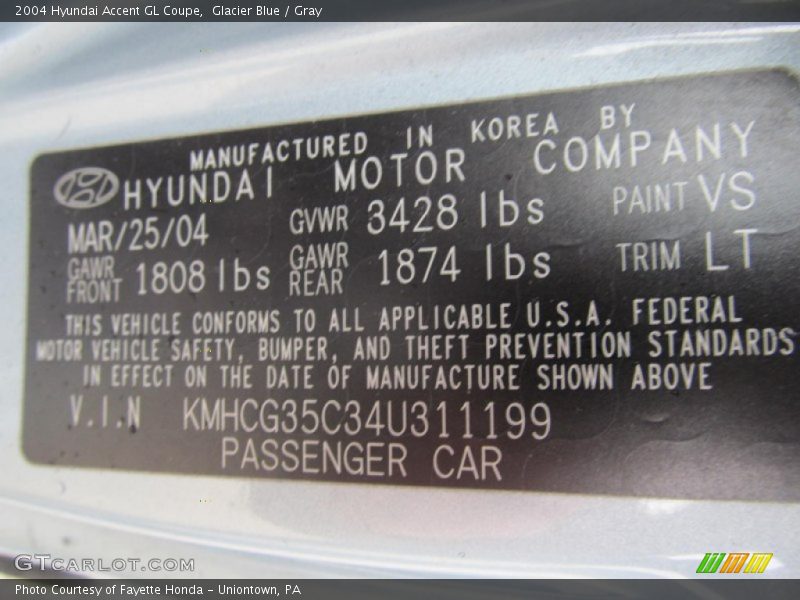 2004 Hyundai Accent GL Coupe,  Glacier Blue / Gray
MANUFACTURED IN KOREA BY
HYUNDAI MOTOR COMPANY
MAR/25/04 GVWR 3428 lbs PAINT VS
GAWR FRONT 1808 lbs GAWR REAR 1874 lbs TRIM LT
THIS VEHICLE CONFORMS TO ALL APPLICABLE U.S.A. FEDERAL
MOTOR VEHICLE SAFETY, BUMPER, AND THEFT PREVENTION STANDARDS
IN EFFECT ON THE DATE OF MANUFACTURE SHOWN ABOVE
V.I.N KMHCG35C34U311199
PASSENGER CAR
GTCARLOT.COM
Photo Courtesy of Fayette Honda - Uniontown, PA